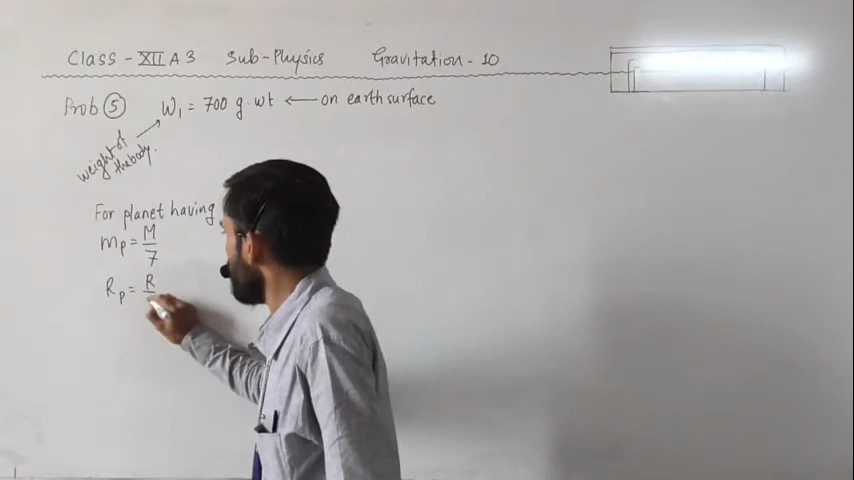 Class - XII A3 Sub-Physics Gravitation - 10
Prob 5 W₁ = 700 g.wt ← on earth surface
weight of
the body.
For planet having
mₚ = M/7
Rₚ = R